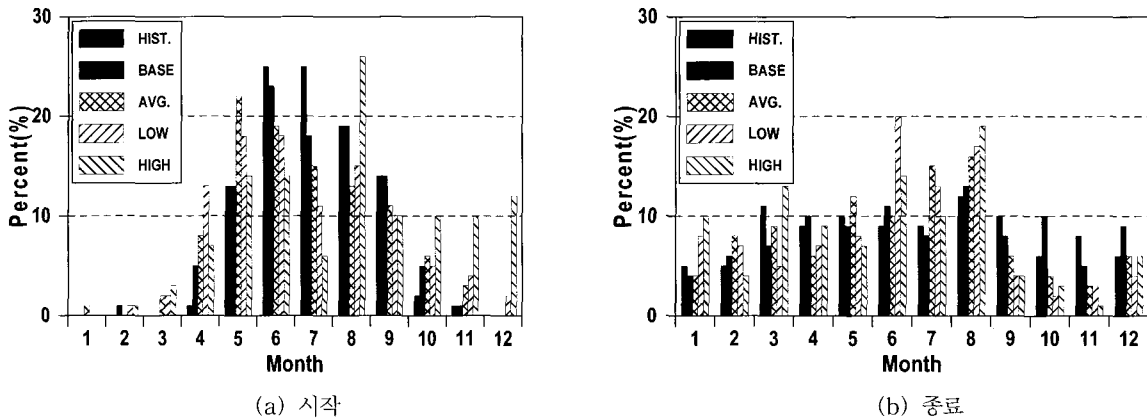 30
20
10
0
Percent(%)
HIST.
BASE
AVG.
LOW
HIGH
1 2 3 4 5 6 7 8 9 10 11 12
Month
(a) 시작
30
20
10
0
Percent(%)
HIST.
BASE
AVG.
LOW
HIGH
1 2 3 4 5 6 7 8 9 10 11 12
Month
(b) 종료